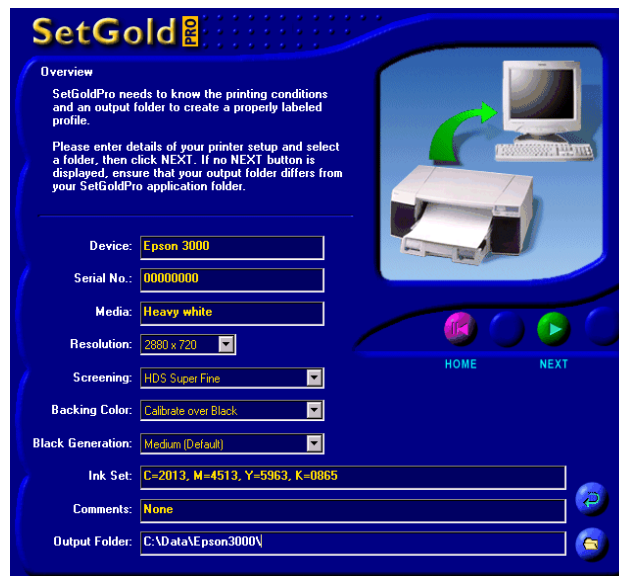 SetGold PRO
Overview
SetGoldPro needs to know the printing conditions
and an output folder to create a properly labeled
profile.
Please enter details of your printer setup and select
a folder, then click NEXT. If no NEXT button is
displayed, ensure that your output folder differs from
your SetGoldPro application folder.
Device: Epson 3000
Serial No.: 00000000
Media: Heavy white
Resolution: 2880 x 720
Screening: HDS Super Fine
Backing Color: Calibrate over Black
Black Generation: Medium (Default)
Ink Set: C=2013, M=4513, Y=5963, K=0865
Comments: None
Output Folder: C:\Data\Epson3000\
HOME NEXT